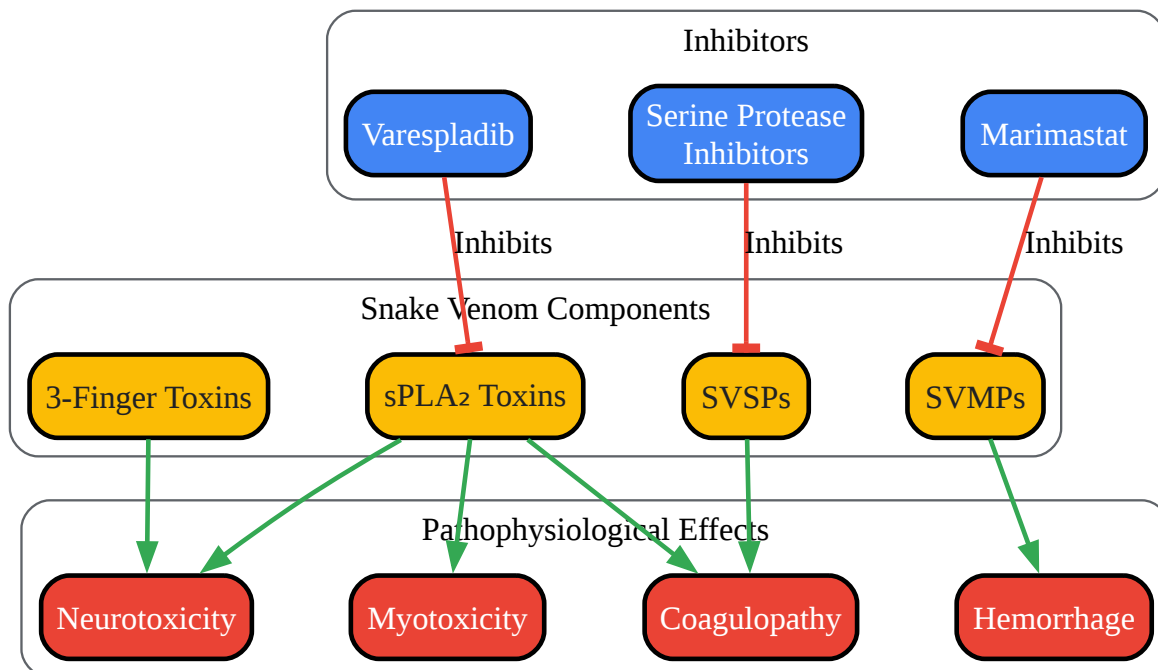 Inhibitors
Varespladib
Serine Protease
Inhibitors
Marimastat
Inhibits
Inhibits
Inhibits
Snake Venom Components
3-Finger Toxins
sPLA₂ Toxins
SVSPs
SVMPs
Pathophysiological Effects
Neurotoxicity
Myotoxicity
Coagulopathy
Hemorrhage